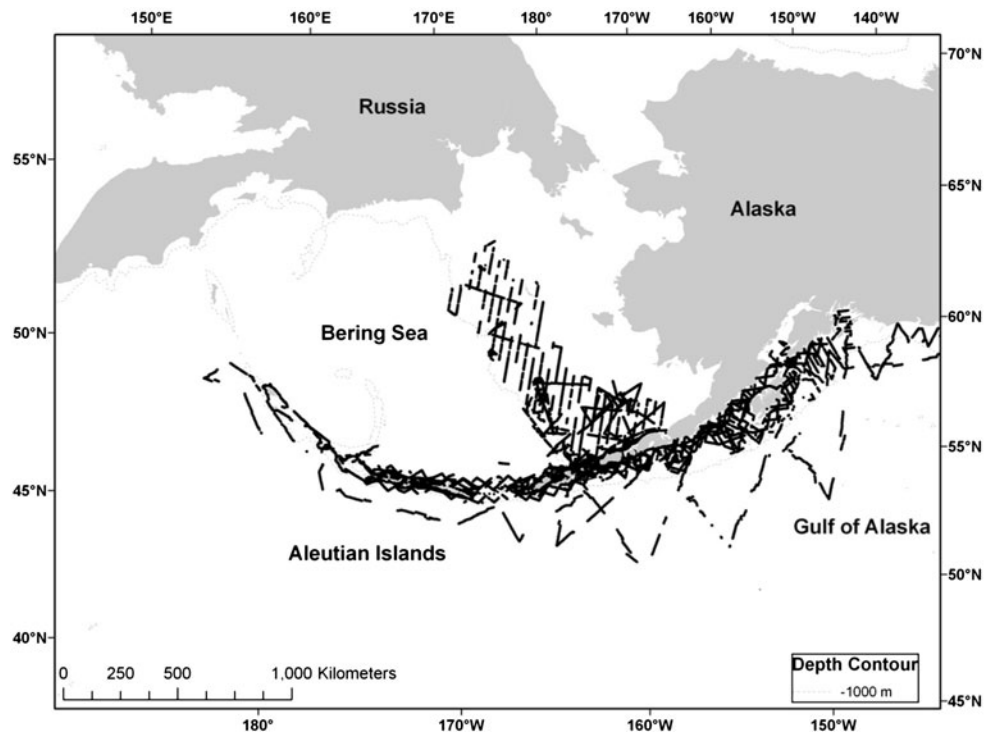 150°E 160°E 170°E 180° 170°W 160°W 150°W 140°W
70°N
Russia
55°N
65°N
Alaska
60°N
50°N
Bering Sea
55°N
45°N
Gulf of Alaska
Aleutian Islands
50°N
40°N
0 250 500 1,000 Kilometers
Depth Contour
-1000 m
45°N
180° 170°W 160°W 150°W